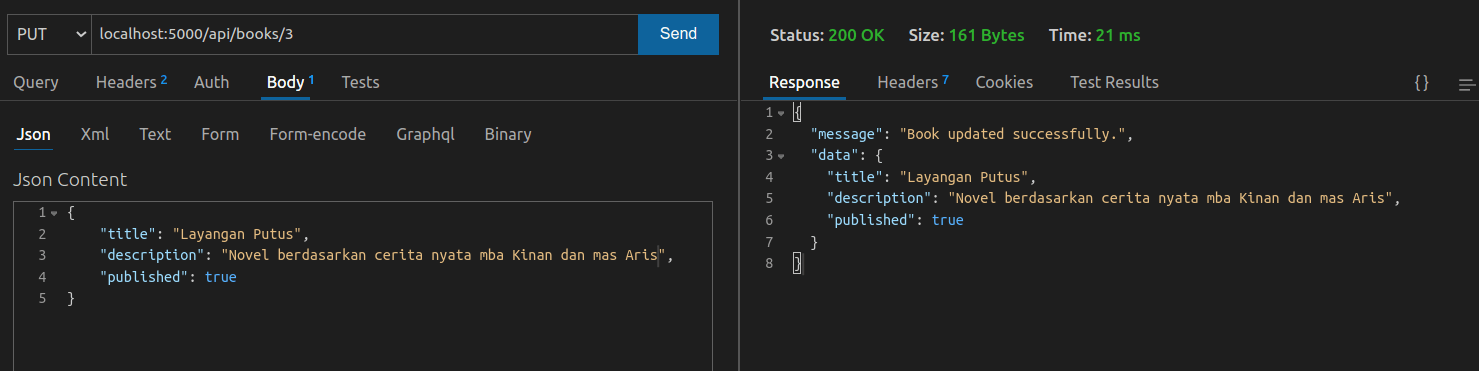 PUT localhost:5000/api/books/3 Send
Query Headers 2 Auth Body 1 Tests
Json Xml Text Form Form-encode Graphql Binary
Json Content
1 {
2 "title": "Layangan Putus",
3 "description": "Novel berdasarkan cerita nyata mba Kinan dan mas Aris",
4 "published": true
5 }
Status: 200 OK Size: 161 Bytes Time: 21 ms
Response Headers 7 Cookies Test Results {}
1 {
2 "message": "Book updated successfully.",
3 "data": {
4 "title": "Layangan Putus",
5 "description": "Novel berdasarkan cerita nyata mba Kinan dan mas Aris",
6 "published": true
7 }
8 }